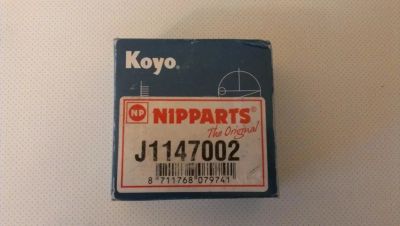 Koyo.
NP NIPPARTS®
The Original
J1147002
8 711768 079741